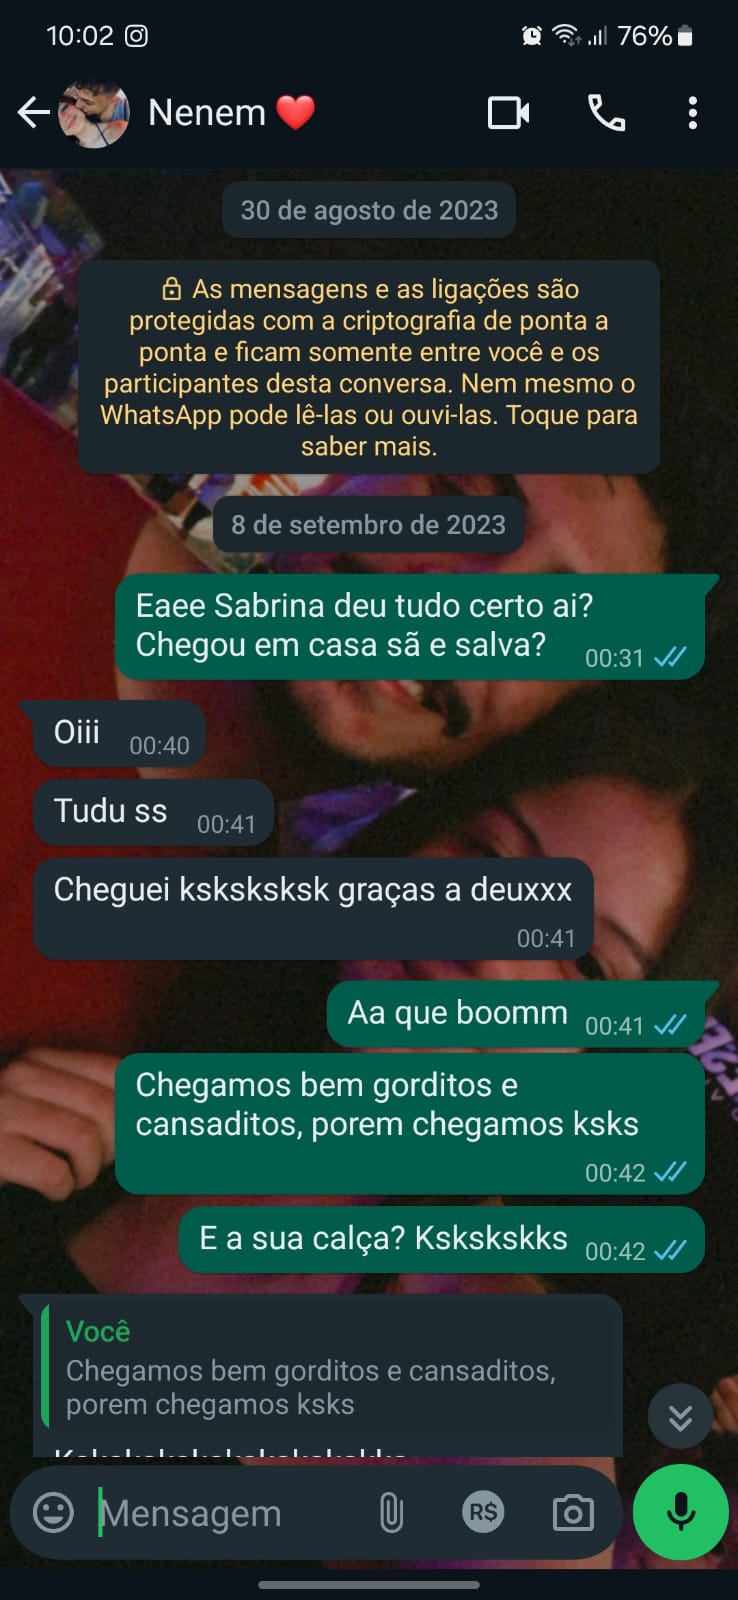 10:02
76%
Nenem ❤️
30 de agosto de 2023
As mensagens e as ligações são
protegidas com a criptografia de ponta a
ponta e ficam somente entre você e os
participantes desta conversa. Nem mesmo o
WhatsApp pode lê-las ou ouvi-las. Toque para
saber mais.
8 de setembro de 2023
Eaee Sabrina deu tudo certo ai?
Chegou em casa sã e salva?
00:31
Oiii
00:40
Tudu ss
00:41
Cheguei ksksksksk graças a deuxxx
00:41
Aa que boomm
00:41
Chegamos bem gorditos e
cansaditos, porem chegamos ksks
00:42
E a sua calça? Kskskskks
00:42
Você
Chegamos bem gorditos e cansaditos,
porem chegamos ksks
Mensagem
R$